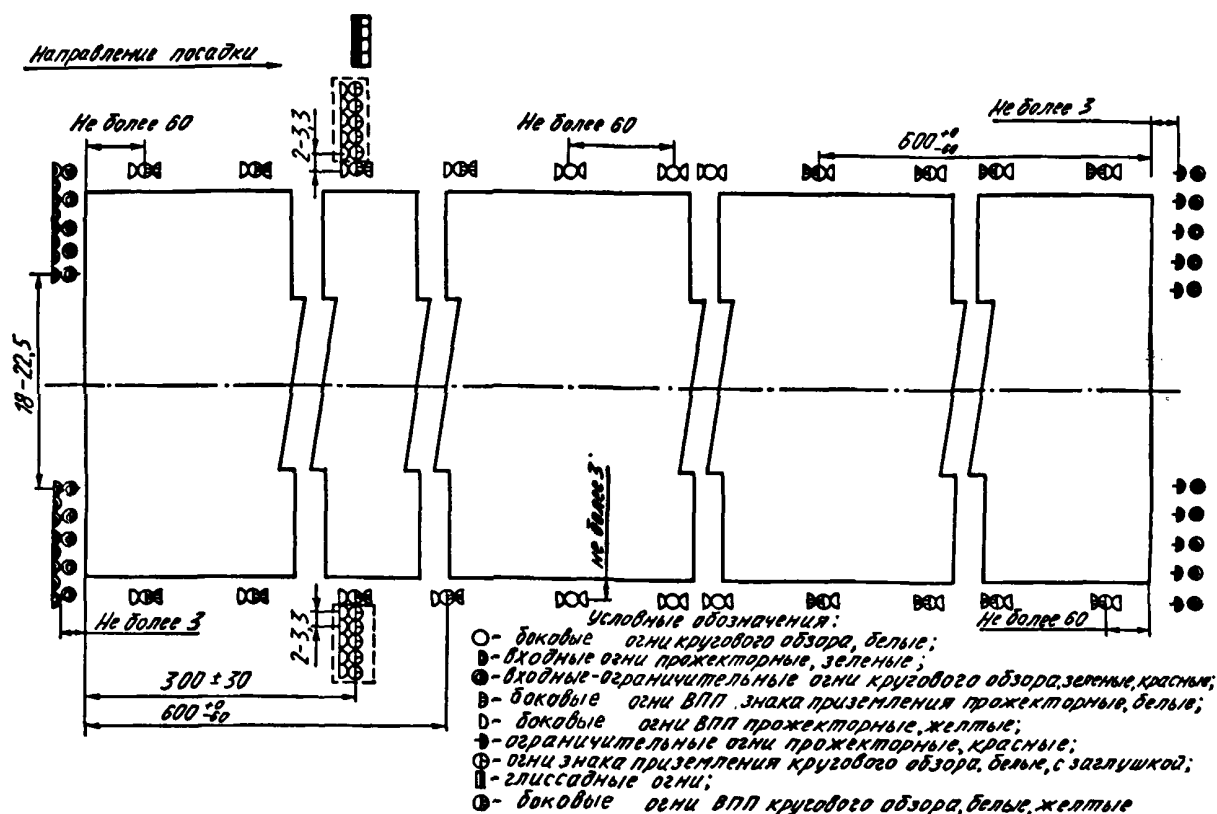 Направление посадки
Не более 60
2-3,3
Не более 60
Не более 3
600 +0 -60
18-22,5
не более 3
Не более 3
2-3,3
300 ± 30
600 +0 -60
Не более 60
Условные обозначения:
- боковые огни кругового обзора, белые;
- входные огни прожекторные, зеленые;
- входные-ограничительные огни кругового обзора, зеленые, красные;
- боковые огни ВПП знака приземления прожекторные, белые;
- боковые огни ВПП прожекторные, желтые;
- ограничительные огни прожекторные, красные;
- огни знака приземления кругового обзора, белые, с заглушкой;
- глиссадные огни;
- боковые огни ВПП кругового обзора, белые, желтые